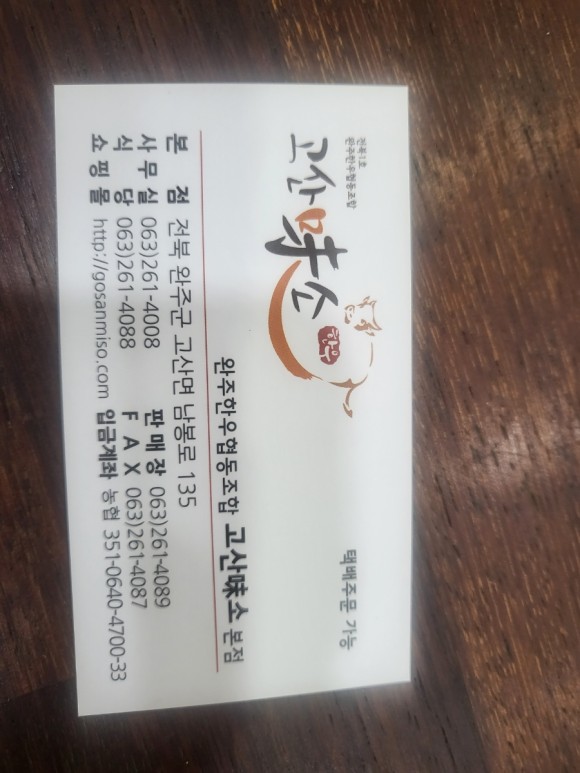 전북1호
완주한우협동조합
고산味소
한우
택배주문 가능
완주한우협동조합 고산味소 본점
본 점 전북 완주군 고산면 남봉로 135
사무실 063)261-4008 판매장 063)261-4089
식 당 063)261-4088 F A X 063)261-4087
쇼핑몰 http://gosanmiso.com 입금계좌 농협 351-0640-4700-33